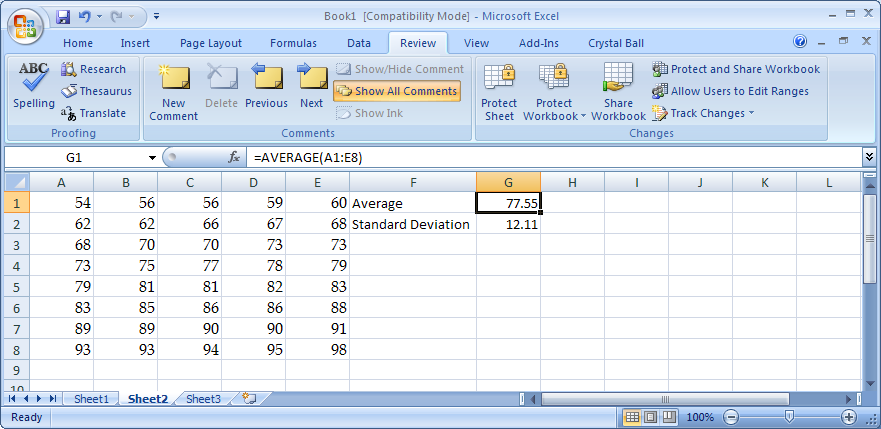 Book1 [Compatibility Mode] - Microsoft Excel
Home Insert Page Layout Formulas Data Review View Add-Ins Crystal Ball
ABC Research Show/Hide Comment Protect and Share Workbook
Thesaurus Show All Comments Allow Users to Edit Ranges
Spelling Translate New Comment Delete Previous Next Show Ink Protect Sheet Protect Workbook Share Workbook Track Changes
Proofing Comments Changes
G1 fx =AVERAGE(A1:E8)
A B C D E F G H I J K L
1 54 56 56 59 60 Average 77.55
2 62 62 66 67 68 Standard Deviation 12.11
3 68 70 70 73 73
4 73 75 77 78 79
5 79 81 81 82 83
6 83 85 86 86 88
7 89 89 90 90 91
8 93 93 94 95 98
9
10
Sheet1 Sheet2 Sheet3
Ready 100%